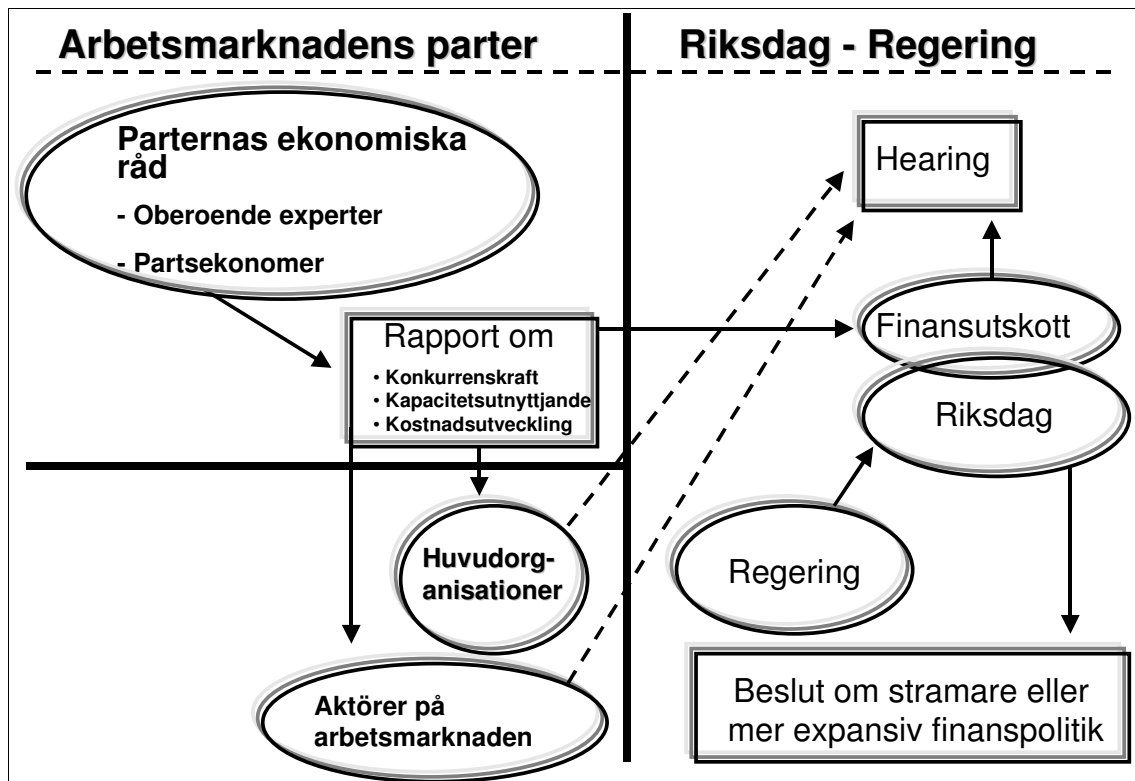 Arbetsmarknadens parter
Riksdag - Regering
Parternas ekonomiska
råd
- Oberoende experter
- Partsekonomer
Rapport om
• Konkurrenskraft
• Kapacitetsutnyttjande
• Kostnadsutveckling
Huvudorg-
anisationer
Aktörer på
arbetsmarknaden
Hearing
Finansutskott
Riksdag
Regering
Beslut om stramare eller
mer expansiv finanspolitik